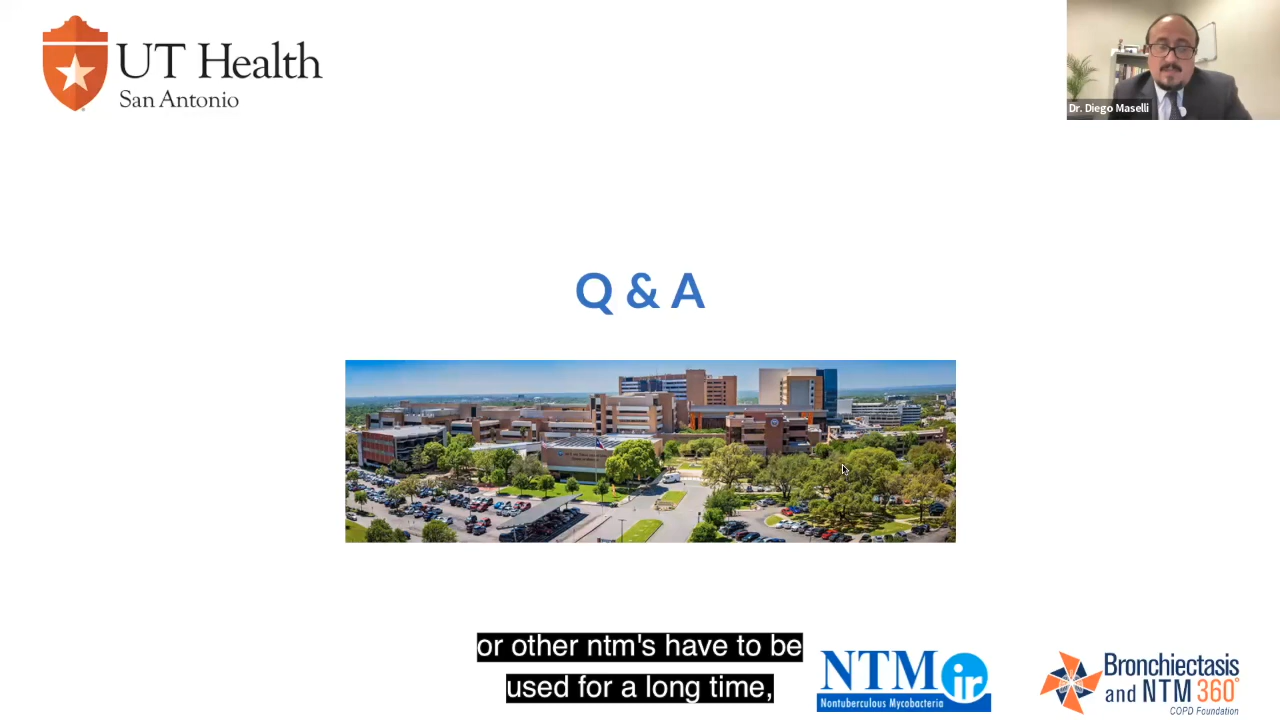 UT Health
San Antonio
Dr. Diego Maselli
Q & A
or other ntm's have to be
used for a long time,
NTMir
Nontuberculous Mycobacteria
Bronchiectasis
and NTM 360°
COPD Foundation